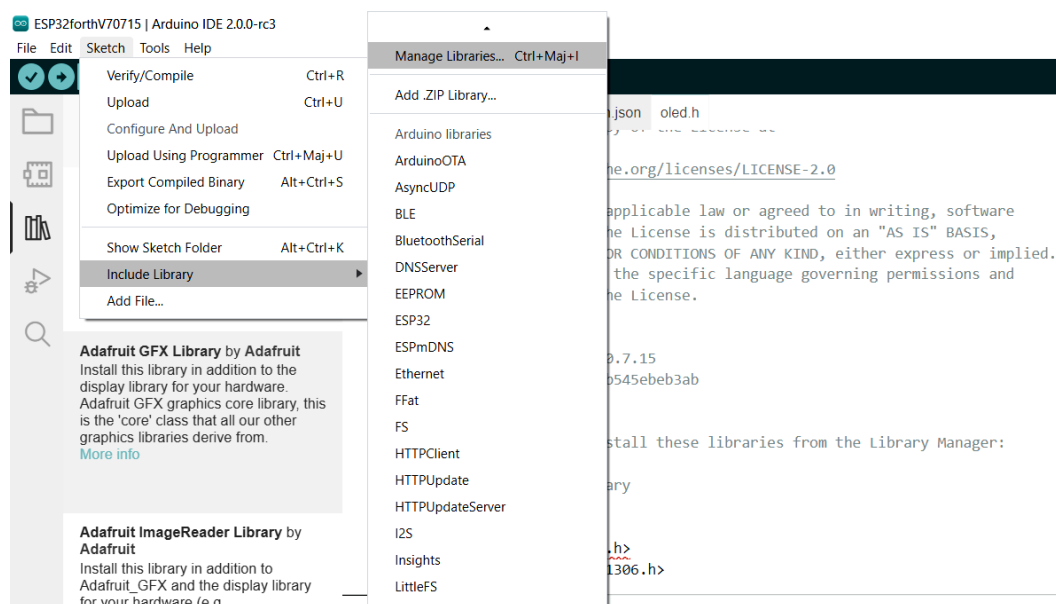 ESP32forthV70715 | Arduino IDE 2.0.0-rc3
File Edit Sketch Tools Help
Verify/Compile Ctrl+R
Upload Ctrl+U
Configure And Upload
Upload Using Programmer Ctrl+Maj+U
Export Compiled Binary Alt+Ctrl+S
Optimize for Debugging
Show Sketch Folder Alt+Ctrl+K
Include Library
Add File...
Manage Libraries... Ctrl+Maj+I
Add .ZIP Library...
Arduino libraries
ArduinoOTA
AsyncUDP
BLE
BluetoothSerial
DNSServer
EEPROM
ESP32
ESPmDNS
Ethernet
FFat
FS
HTTPClient
HTTPUpdate
HTTPUpdateServer
I2S
Insights
LittleFS
Adafruit GFX Library by Adafruit
Install this library in addition to the
display library for your hardware.
Adafruit GFX graphics core library, this
is the 'core' class that all our other
graphics libraries derive from.
More info
Adafruit ImageReader Library by
Adafruit
Install this library in addition to
Adafruit_GFX and the display library
for your hardware (e.g.
.json oled.h
of the License at
he.org/licenses/LICENSE-2.0
applicable law or agreed to in writing, software
he License is distributed on an "AS IS" BASIS,
OR CONDITIONS OF ANY KIND, either express or implied.
the specific language governing permissions and
he License.
0.7.15
b545ebeb3ab
stall these libraries from the Library Manager:
ary
.h>
1306.h>